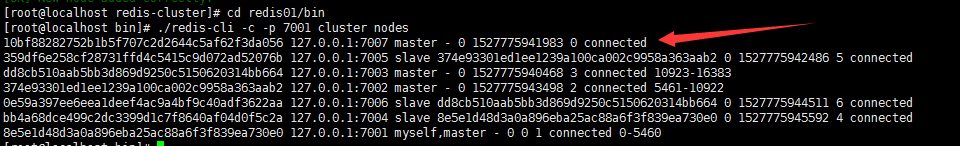 [OK] New node added correctly.
[root@localhost redis-cluster]# cd redis01/bin
[root@localhost bin]# ./redis-cli -c -p 7001 cluster nodes
10bf88282752b1b5f707c2d2644c5af62f3da056 127.0.0.1:7007 master - 0 1527775941983 0 connected
359df6e258cf28731ffd4c5415c9d072ad52076b 127.0.0.1:7005 slave 374e93301ed1ee1239a100ca002c9958a363aab2 0 1527775942486 5 connected
dd8cb510aab5bb3d869d9250c5150620314bb664 127.0.0.1:7003 master - 0 1527775940468 3 connected 10923-16383
374e93301ed1ee1239a100ca002c9958a363aab2 127.0.0.1:7002 master - 0 1527775943498 2 connected 5461-10922
0e59a397ee6eea1deef4ac9a4bf9c40adf3622aa 127.0.0.1:7006 slave dd8cb510aab5bb3d869d9250c5150620314bb664 0 1527775944511 6 connected
bb4a68dce499c2dc3399d1c7f8640af04d0f5c2a 127.0.0.1:7004 slave 8e5e1d48d3a0a896eba25ac88a6f3f839ea730e0 0 1527775945592 4 connected
8e5e1d48d3a0a896eba25ac88a6f3f839ea730e0 127.0.0.1:7001 myself,master - 0 0 1 connected 0-5460
[root@localhost bin]#